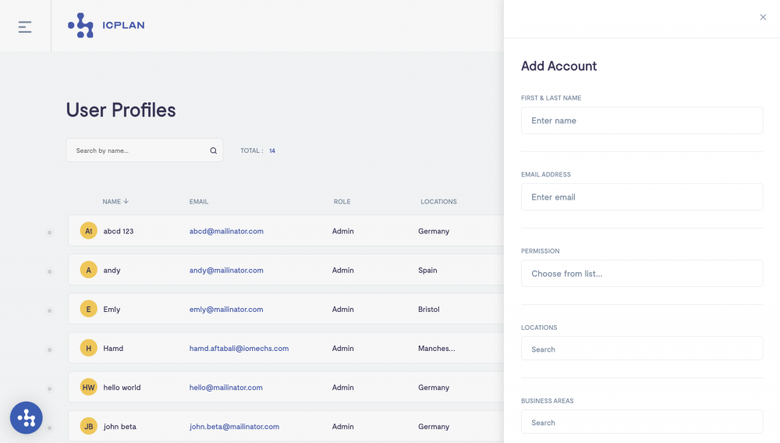 ICPLAN
User Profiles
Search by name...
TOTAL : 14
NAME EMAIL ROLE LOCATIONS
A1 abcd 123 abcd@mailinator.com Admin Germany
A andy andy@mailinator.com Admin Spain
E Emly emly@mailinator.com Admin Bristol
H Hamd hamd.aftabali@iomechs.com Admin Manches...
HW hello world hello@mailinator.com Admin Germany
JB john beta john.beta@mailinator.com Admin Germany
Add Account
FIRST & LAST NAME
Enter name
EMAIL ADDRESS
Enter email
PERMISSION
Choose from list...
LOCATIONS
Search
BUSINESS AREAS
Search